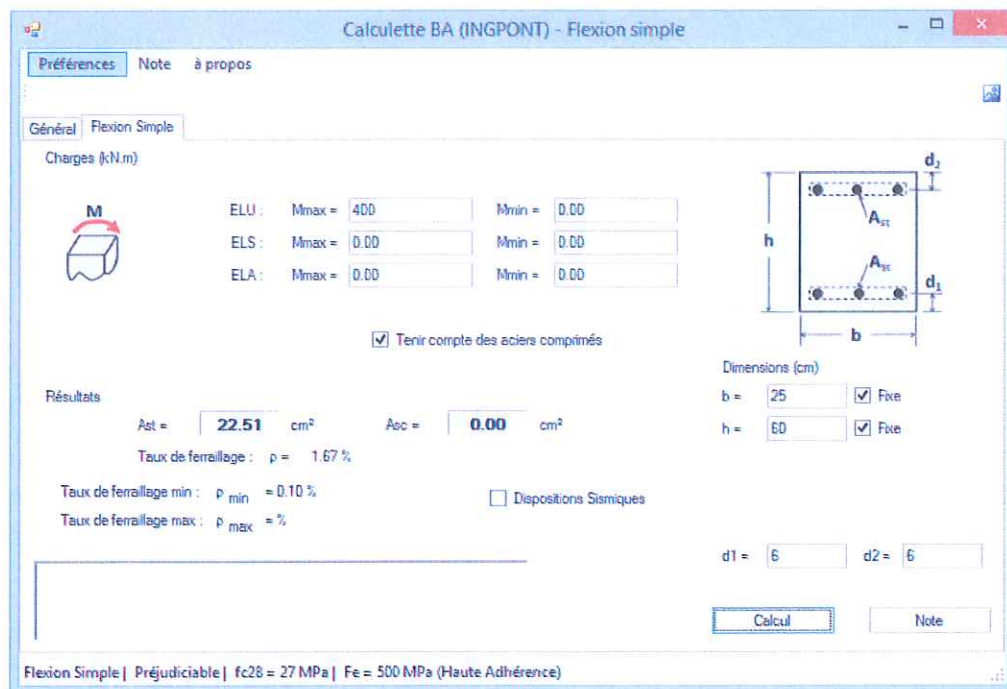 Calculette BA (INGPONT) - Flexion simple
Préférences Note à propos
Général Flexion Simple
Charges (kN.m)
M
ELU : Mmax = 400 Mmin = 0.00
ELS : Mmax = 0.00 Mmin = 0.00
ELA : Mmax = 0.00 Mmin = 0.00
d2
Ast
h
Asc
d1
b
Tenir compte des aciers comprimés
Dimensions (cm)
b = 25 Fixe
h = 60 Fixe
Résultats
Ast = 22.51 cm² Asc = 0.00 cm²
Taux de ferraillage : ρ = 1.67 %
Taux de ferraillage min : ρ min = 0.10 %
Dispositions Sismiques
Taux de ferraillage max : ρ max = %
d1 = 6 d2 = 6
Calcul Note
Flexion Simple | Préjudiciable | fc28 = 27 MPa | Fe = 500 MPa (Haute Adhérence)